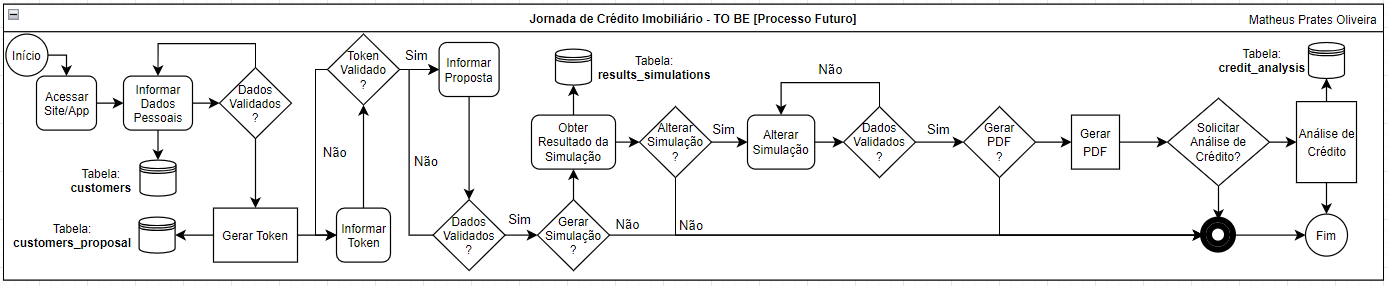 Jornada de Crédito Imobiliário - TO BE [Processo Futuro]
Matheus Prates Oliveira
Início
Acessar
Site/App
Informar
Dados
Pessoais
Dados
Validados
?
Tabela:
customers
Tabela:
customers_proposal
Gerar Token
Informar
Token
Não
Token
Validado
?
Sim
Não
Informar
Proposta
Dados
Validados
?
Sim
Gerar
Simulação
?
Não
Obter
Resultado da
Simulação
Tabela:
results_simulations
Alterar
Simulação
?
Sim
Não
Alterar
Simulação
Não
Dados
Validados
?
Sim
Gerar
PDF
?
Gerar
PDF
Solicitar
Análise de
Crédito?
Tabela:
credit_analysis
Análise de
Crédito
Fim